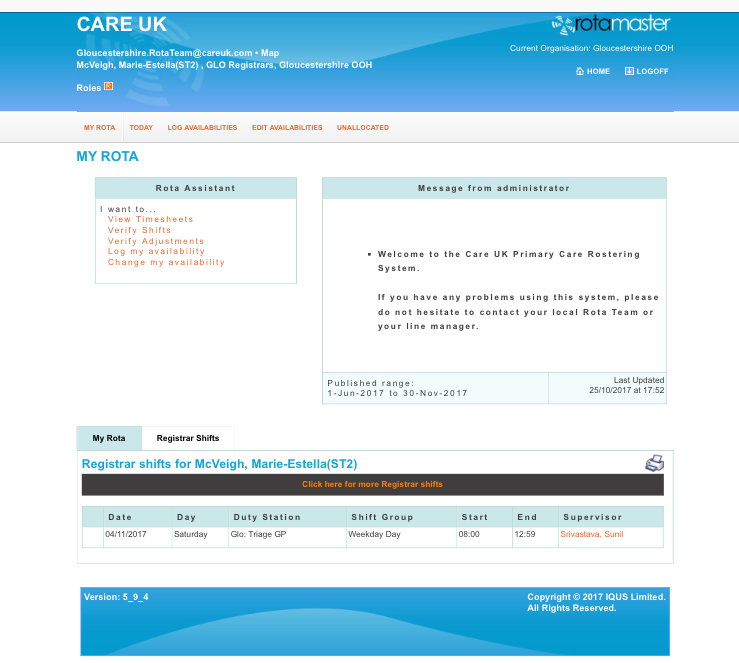 CARE UK
rotamaster
Gloucestershire.RotaTeam@careuk.com • Map
Current Organisation: Gloucestershire OOH
McVeigh, Marie-Estella(ST2) , GLO Registrars, Gloucestershire OOH
HOME LOGOFF
Roles
MY ROTA TODAY LOG AVAILABILITIES EDIT AVAILABILITIES UNALLOCATED
MY ROTA
Rota Assistant
I want to...
View Timesheets
Verify Shifts
Verify Adjustments
Log my availability
Change my availability
Message from administrator
▪ Welcome to the Care UK Primary Care Rostering
System.
If you have any problems using this system, please
do not hesitate to contact your local Rota Team or
your line manager.
Published range:
1-Jun-2017 to 30-Nov-2017
Last Updated
25/10/2017 at 17:52
My Rota Registrar Shifts
Registrar shifts for McVeigh, Marie-Estella(ST2)
Click here for more Registrar shifts
Date Day Duty Station Shift Group Start End Supervisor
04/11/2017 Saturday Glo: Triage GP Weekday Day 08:00 12:59 Srivastava, Sunil
Version: 5_9_4
Copyright © 2017 IQUS Limited.
All Rights Reserved.